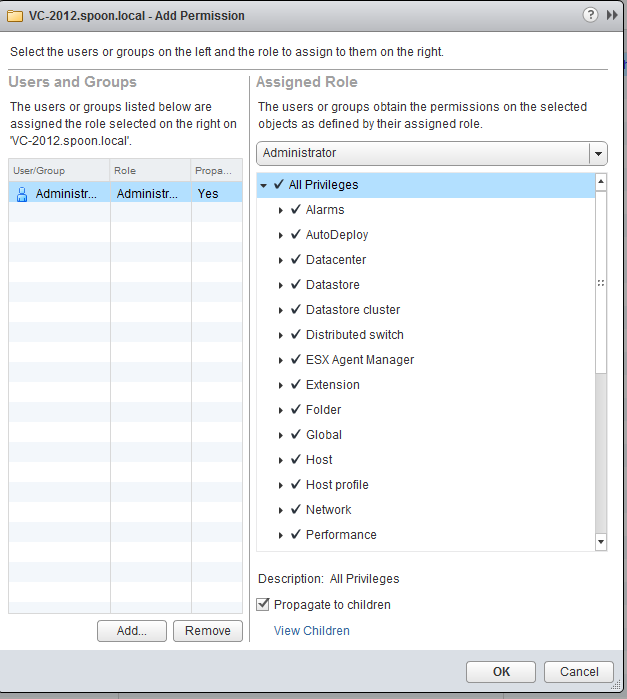 VC-2012.spoon.local - Add Permission
Select the users or groups on the left and the role to assign to them on the right.
Users and Groups
The users or groups listed below are
assigned the role selected on the right on
'VC-2012.spoon.local'.
User/Group Role Propa...
Administr... Administr... Yes
Add... Remove
Assigned Role
The users or groups obtain the permissions on the selected
objects as defined by their assigned role.
Administrator
All Privileges
Alarms
AutoDeploy
Datacenter
Datastore
Datastore cluster
Distributed switch
ESX Agent Manager
Extension
Folder
Global
Host
Host profile
Network
Performance
Description: All Privileges
Propagate to children
View Children
OK Cancel